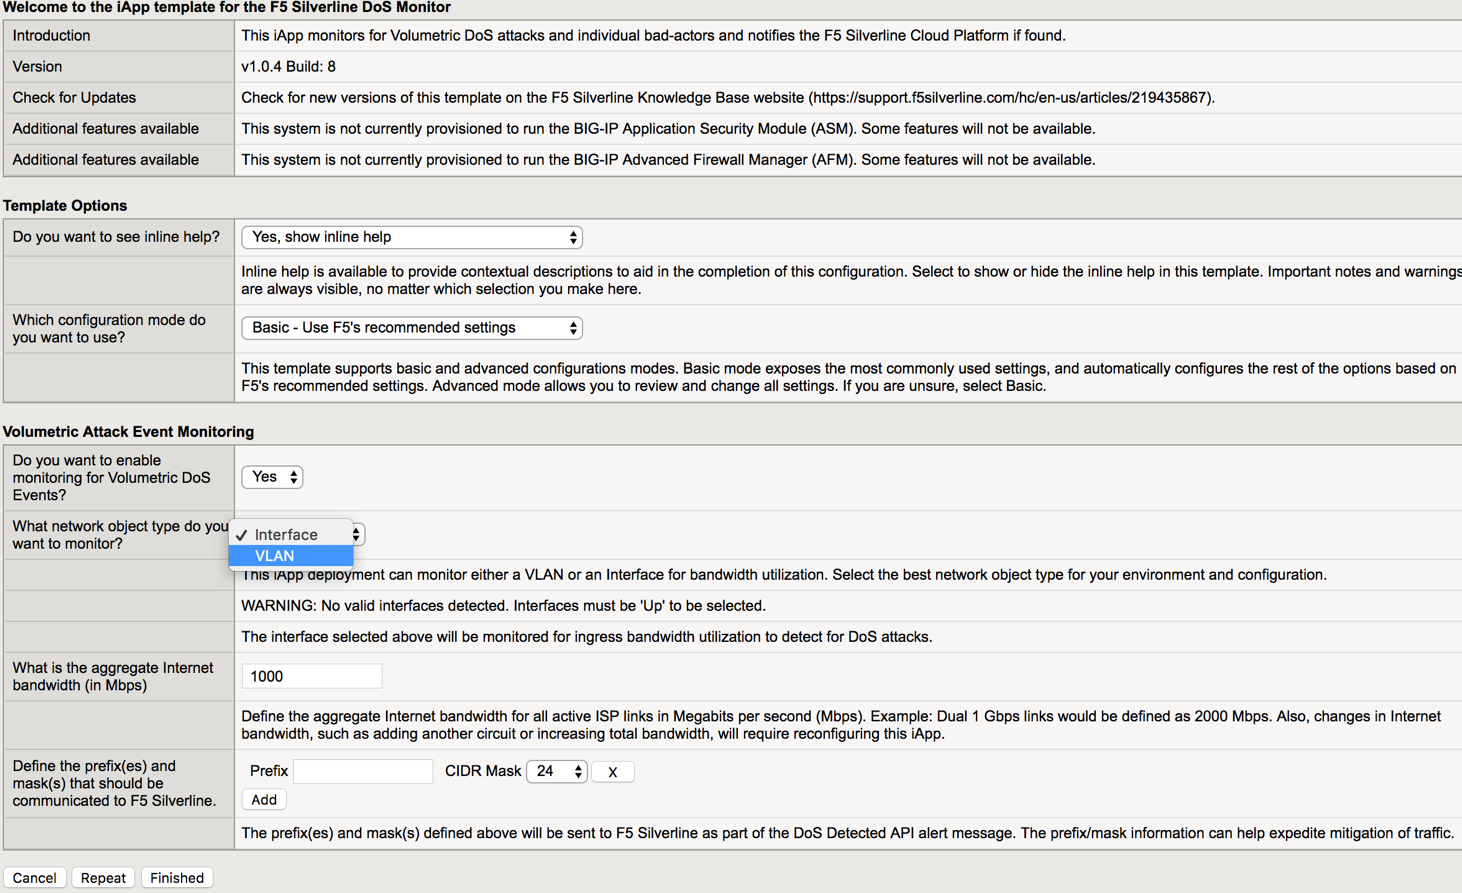 Welcome to the iApp template for the F5 Silverline DoS Monitor
Introduction
This iApp monitors for Volumetric DoS attacks and individual bad-actors and notifies the F5 Silverline Cloud Platform if found.
Version
v1.0.4 Build: 8
Check for Updates
Check for new versions of this template on the F5 Silverline Knowledge Base website (https://support.f5silverline.com/hc/en-us/articles/219435867).
Additional features available
This system is not currently provisioned to run the BIG-IP Application Security Module (ASM). Some features will not be available.
Additional features available
This system is not currently provisioned to run the BIG-IP Advanced Firewall Manager (AFM). Some features will not be available.
Template Options
Do you want to see inline help?
Yes, show inline help
Inline help is available to provide contextual descriptions to aid in the completion of this configuration. Select to show or hide the inline help in this template. Important notes and warnings
are always visible, no matter which selection you make here.
Which configuration mode do
you want to use?
Basic - Use F5's recommended settings
This template supports basic and advanced configurations modes. Basic mode exposes the most commonly used settings, and automatically configures the rest of the options based on
F5's recommended settings. Advanced mode allows you to review and change all settings. If you are unsure, select Basic.
Volumetric Attack Event Monitoring
Do you want to enable
monitoring for Volumetric DoS
Events?
Yes
What network object type do you
want to monitor?
✓ Interface
VLAN
This iApp deployment can monitor either a VLAN or an Interface for bandwidth utilization. Select the best network object type for your environment and configuration.
WARNING: No valid interfaces detected. Interfaces must be 'Up' to be selected.
The interface selected above will be monitored for ingress bandwidth utilization to detect for DoS attacks.
What is the aggregate Internet
bandwidth (in Mbps)
1000
Define the aggregate Internet bandwidth for all active ISP links in Megabits per second (Mbps). Example: Dual 1 Gbps links would be defined as 2000 Mbps. Also, changes in Internet
bandwidth, such as adding another circuit or increasing total bandwidth, will require reconfiguring this iApp.
Define the prefix(es) and
mask(s) that should be
communicated to F5 Silverline.
Prefix CIDR Mask 24 X
Add
The prefix(es) and mask(s) defined above will be sent to F5 Silverline as part of the DoS Detected API alert message. The prefix/mask information can help expedite mitigation of traffic.
Cancel Repeat Finished